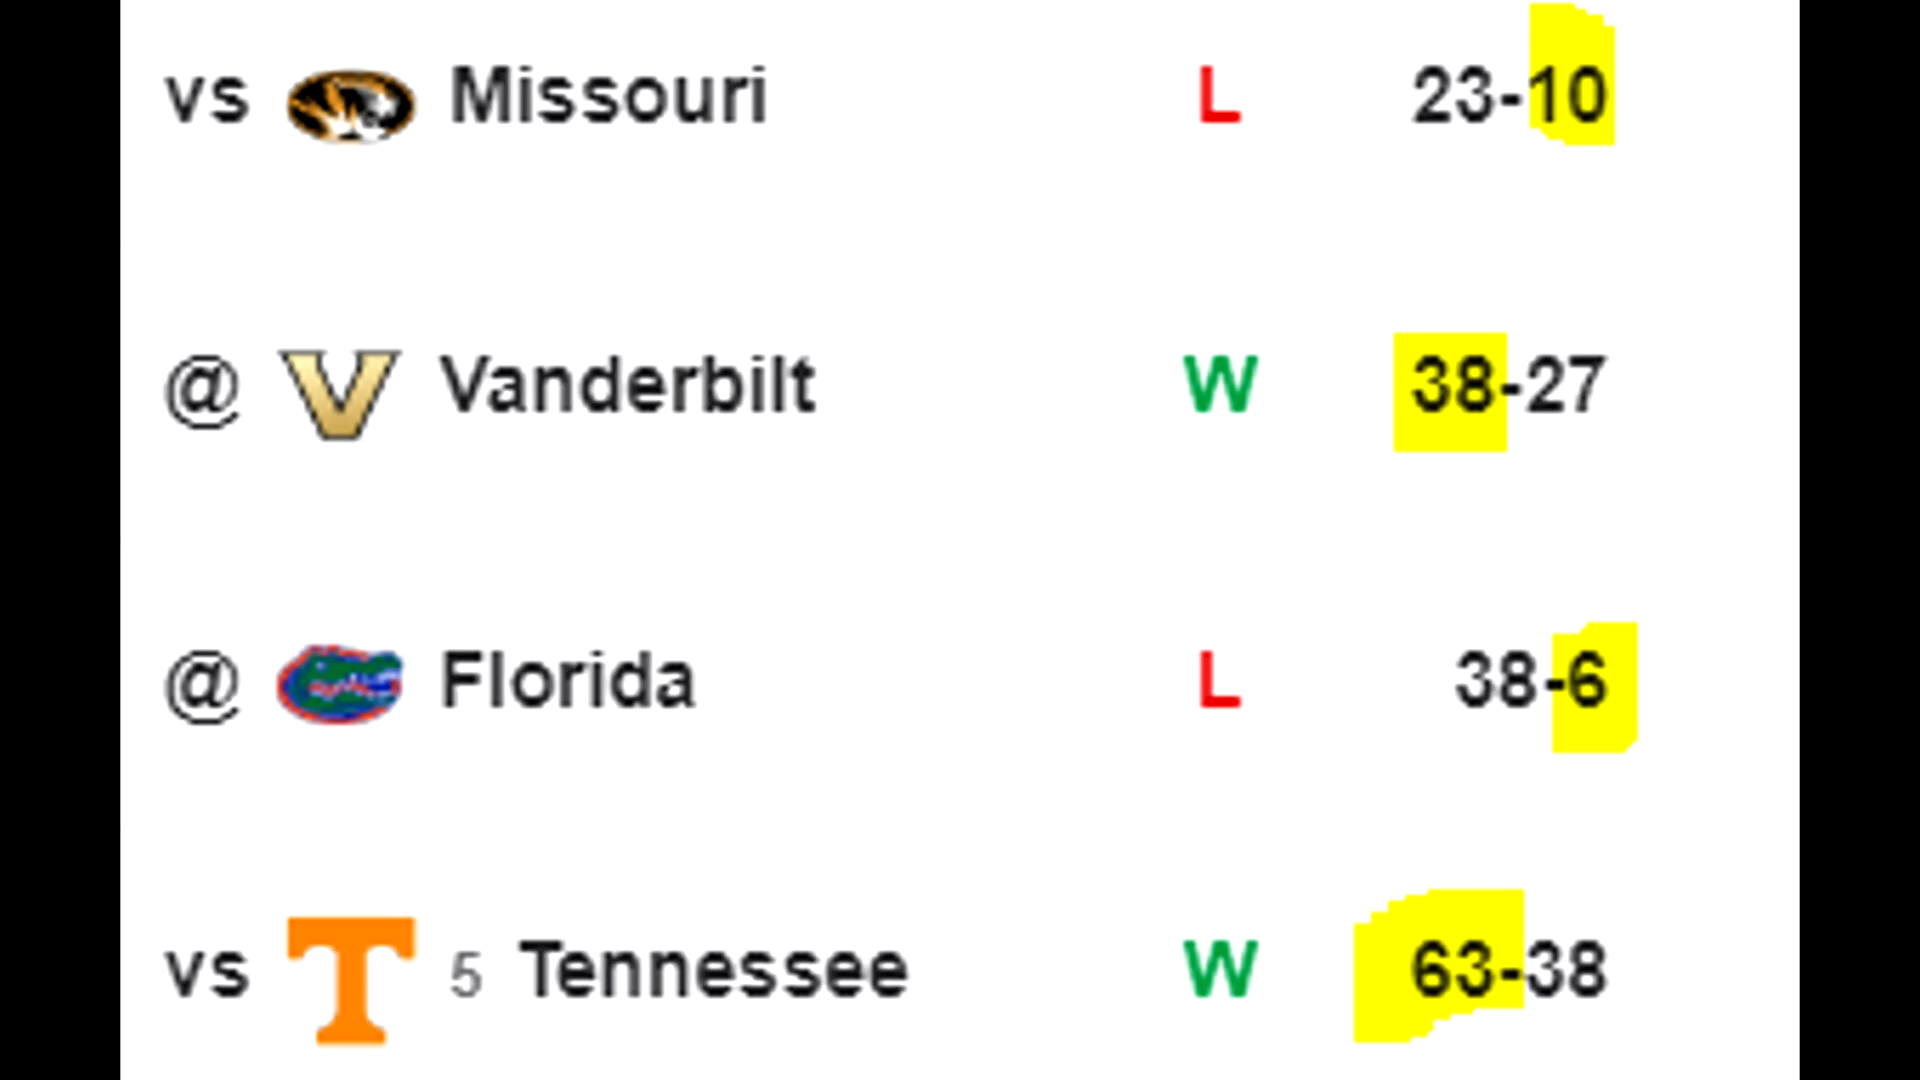 vs Missouri L 23-10
@ Vanderbilt W 38-27
@ Florida L 38-6
vs T 5 Tennessee W 63-38